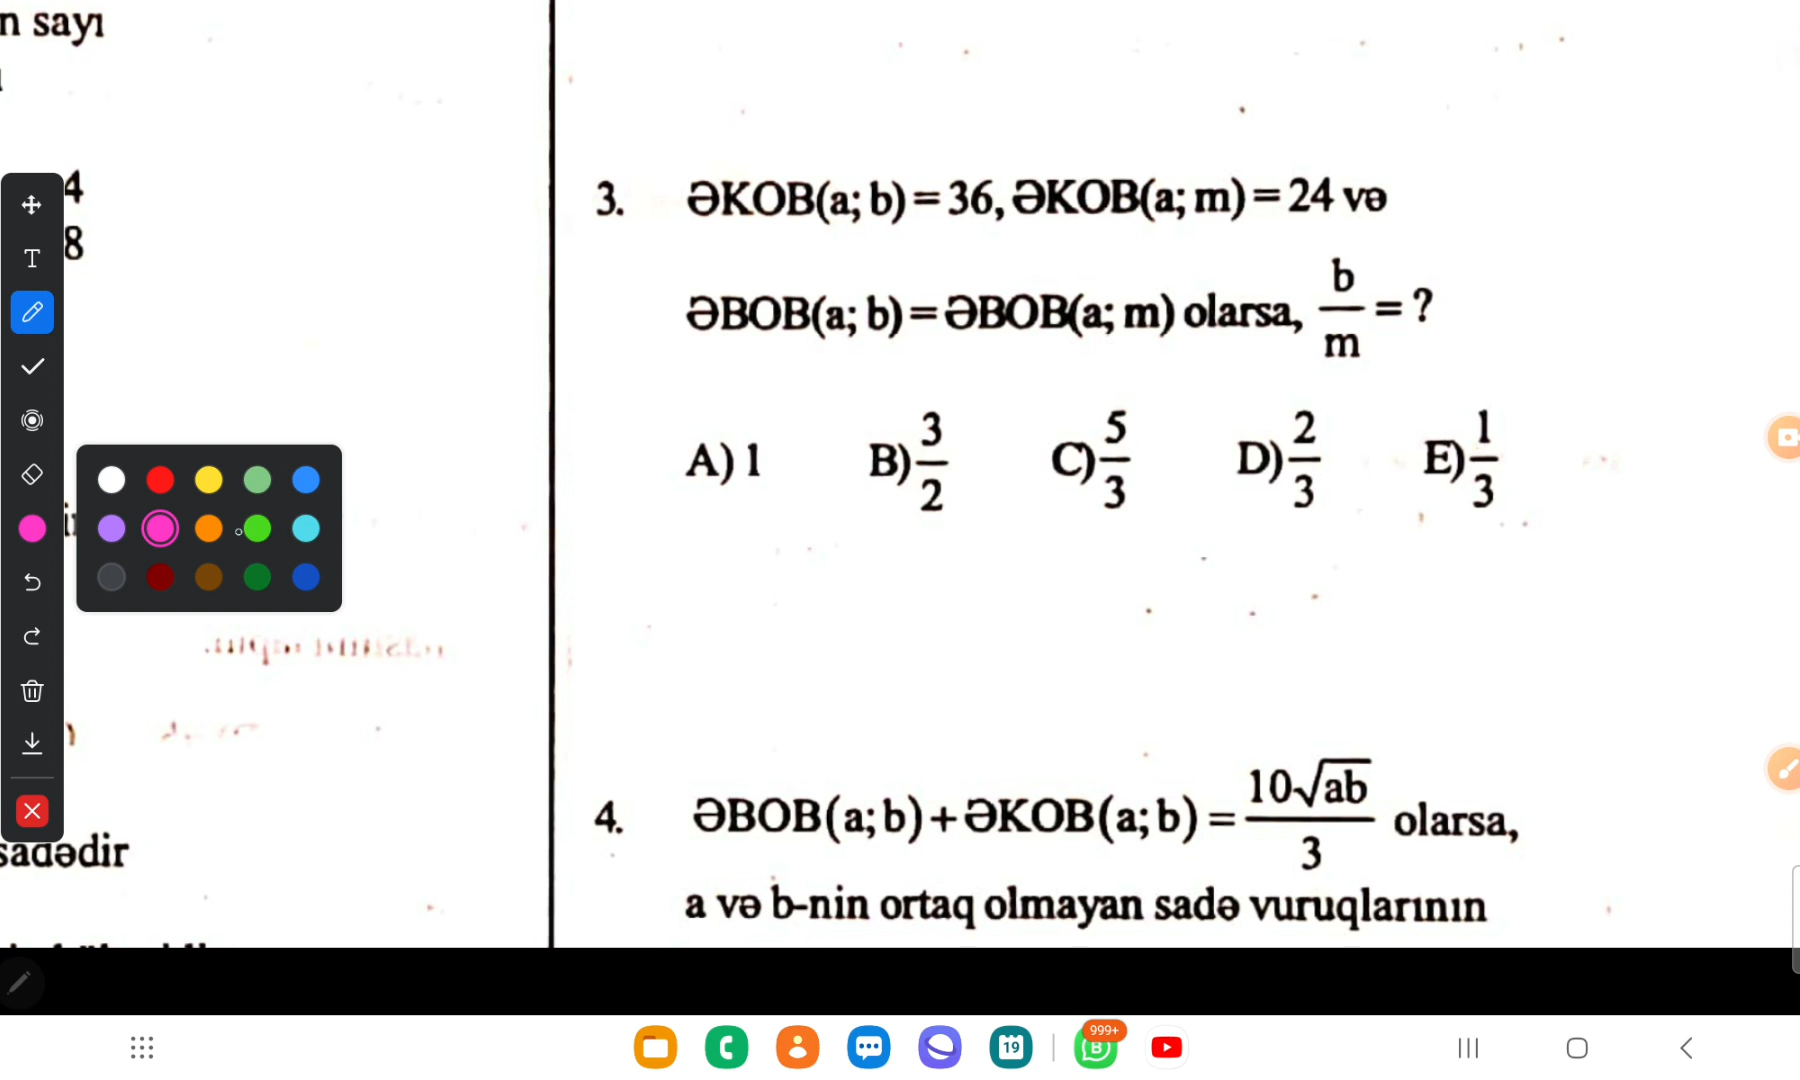 n sayı
4
8
sadədir
3. ƏKOB(a; b) = 36, ƏKOB(a; m) = 24 və
ƏBOB(a; b) = ƏBOB(a; m) olarsa, b/m = ?
A) 1 B) 3/2 C) 5/3 D) 2/3 E) 1/3
4. ƏBOB(a; b) + ƏKOB(a; b) = 10√ab/3 olarsa,
a və b-nin ortaq olmayan sadə vuruqlarının
T
19
999+
B